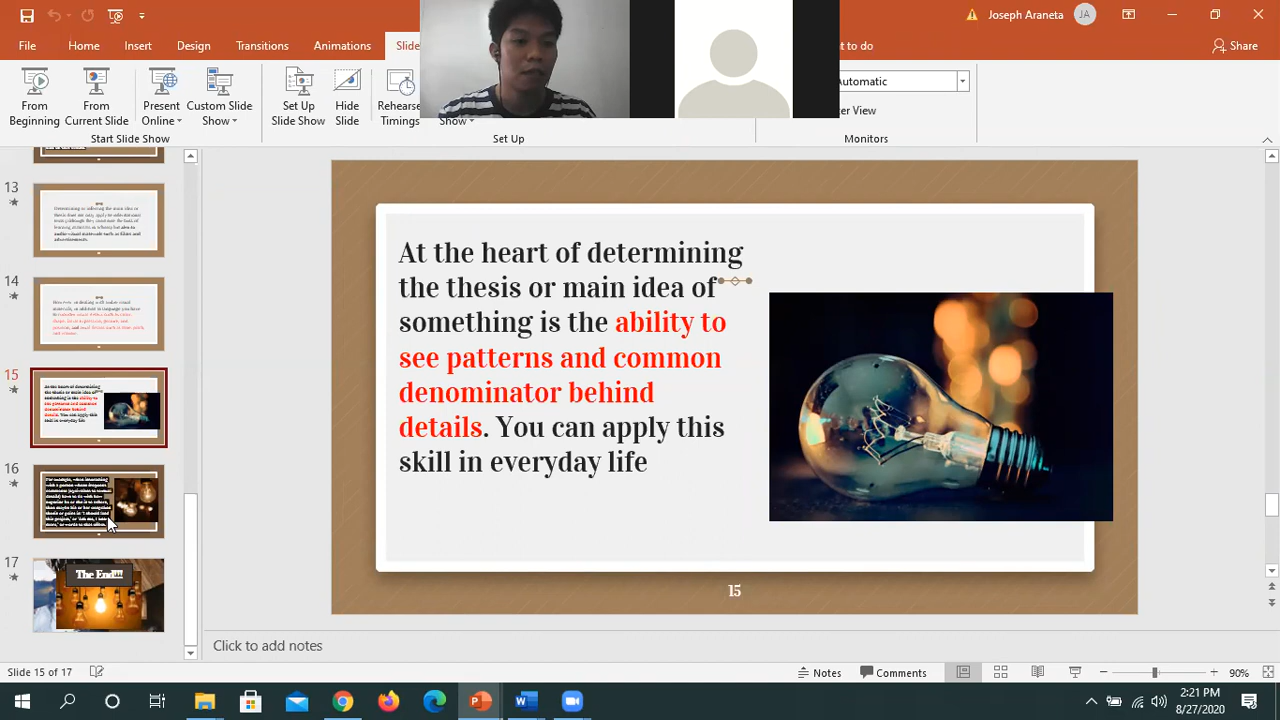 Joseph Araneta JA
File Home Insert Design Transitions Animations Slide t to do Share
From Beginning
From Current Slide
Present Online
Custom Slide Show
Set Up Slide Show
Hide Slide
Rehearse Timings
Show
Automatic
ter View
Start Slide Show Set Up Monitors
13
14
15
16
17
The End!!!
At the heart of determining
the thesis or main idea of
something is the ability to
see patterns and common
denominator behind
details. You can apply this
skill in everyday life
15
Click to add notes
Slide 15 of 17 Notes Comments 90%
2:21 PM
8/27/2020